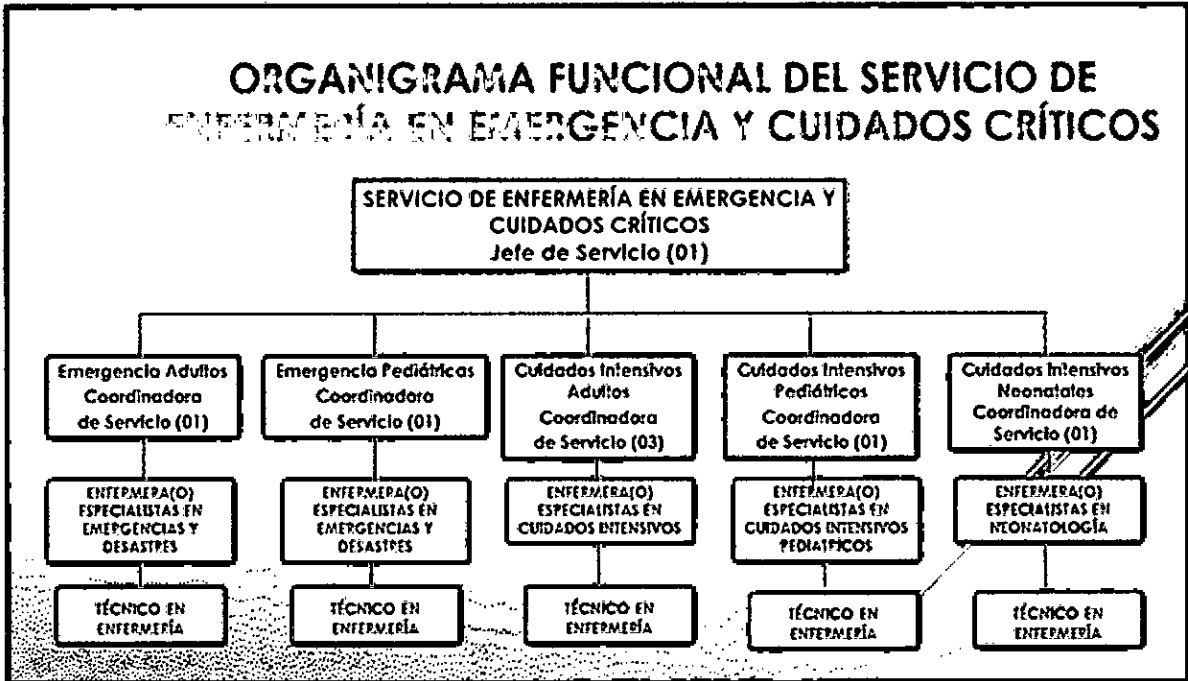 ORGANIGRAMA FUNCIONAL DEL SERVICIO DE
ENFERMERÍA EN EMERGENCIA Y CUIDADOS CRÍTICOS
SERVICIO DE ENFERMERÍA EN EMERGENCIA Y
CUIDADOS CRÍTICOS
Jefe de Servicio (01)
Emergencia Adultos
Coordinadora
de Servicio (01)
Emergencia Pediátricas
Coordinadora
de Servicio (01)
Cuidados Intensivos
Adultos
Coordinadora
de Servicio (03)
Cuidados Intensivos
Pediátricos
Coordinadora
de Servicio (01)
Cuidados Intensivos
Neonatales
Coordinadora de
Servicio (01)
ENFERMERA(O)
ESPECIALISTAS EN
EMERGENCIAS Y
DESASTRES
ENFERMERA(O)
ESPECIALISTAS EN
EMERGENCIAS Y
DESASTRES
ENFERMERA(O)
ESPECIALISTAS EN
CUIDADOS INTENSIVOS
ENFERMERA(O)
ESPECIALISTAS EN
CUIDADOS INTENSIVOS
PEDIATRICOS
ENFERMERA(O)
ESPECIALISTAS EN
NEONATOLOGÍA
TÉCNICO EN
ENFERMERÍA
TÉCNICO EN
ENFERMERÍA
TÉCNICO EN
ENFERMERÍA
TÉCNICO EN
ENFERMERÍA
TÉCNICO EN
ENFERMERÍA